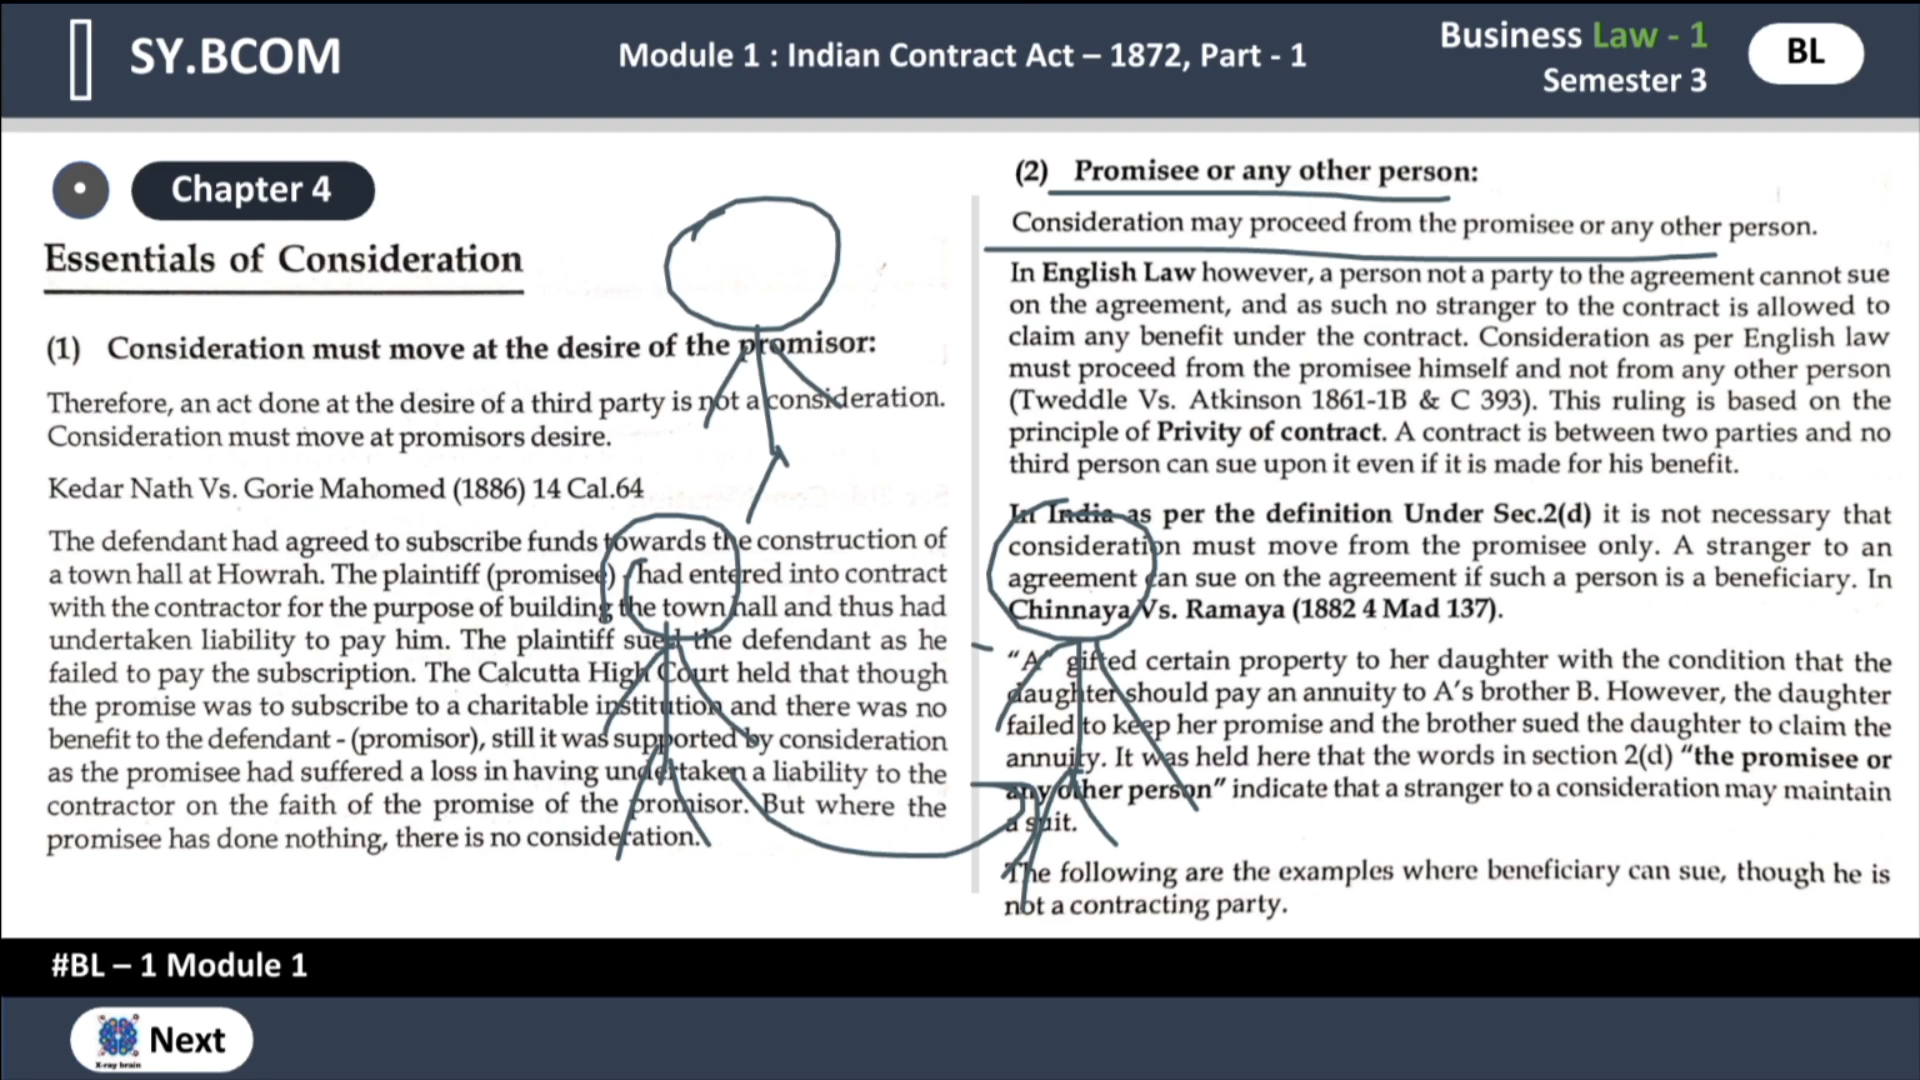 SY.BCOM
Module 1 : Indian Contract Act – 1872, Part - 1
Business Law - 1
Semester 3
BL
Chapter 4
Essentials of Consideration
(1) Consideration must move at the desire of the promisor:
Therefore, an act done at the desire of a third party is not a consideration.
Consideration must move at promisors desire.
Kedar Nath Vs. Gorie Mahomed (1886) 14 Cal.64
The defendant had agreed to subscribe funds towards the construction of
a town hall at Howrah. The plaintiff (promisee) - had entered into contract
with the contractor for the purpose of building the town hall and thus had
undertaken liability to pay him. The plaintiff sued the defendant as he
failed to pay the subscription. The Calcutta High Court held that though
the promise was to subscribe to a charitable institution and there was no
benefit to the defendant - (promisor), still it was supported by consideration
as the promisee had suffered a loss in having undertaken a liability to the
contractor on the faith of the promise of the promisor. But where the
promisee has done nothing, there is no consideration.
(2) Promisee or any other person:
Consideration may proceed from the promisee or any other person.
In English Law however, a person not a party to the agreement cannot sue
on the agreement, and as such no stranger to the contract is allowed to
claim any benefit under the contract. Consideration as per English law
must proceed from the promisee himself and not from any other person
(Tweddle Vs. Atkinson 1861-1B & C 393). This ruling is based on the
principle of Privity of contract. A contract is between two parties and no
third person can sue upon it even if it is made for his benefit.
In India as per the definition Under Sec.2(d) it is not necessary that
consideration must move from the promisee only. A stranger to an
agreement can sue on the agreement if such a person is a beneficiary. In
Chinnaya Vs. Ramaya (1882 4 Mad 137).
"A" gifted certain property to her daughter with the condition that the
daughter should pay an annuity to A's brother B. However, the daughter
failed to keep her promise and the brother sued the daughter to claim the
annuity. It was held here that the words in section 2(d) "the promisee or
any other person" indicate that a stranger to a consideration may maintain
a suit.
The following are the examples where beneficiary can sue, though he is
not a contracting party.
#BL – 1 Module 1
Next
X-ray brain